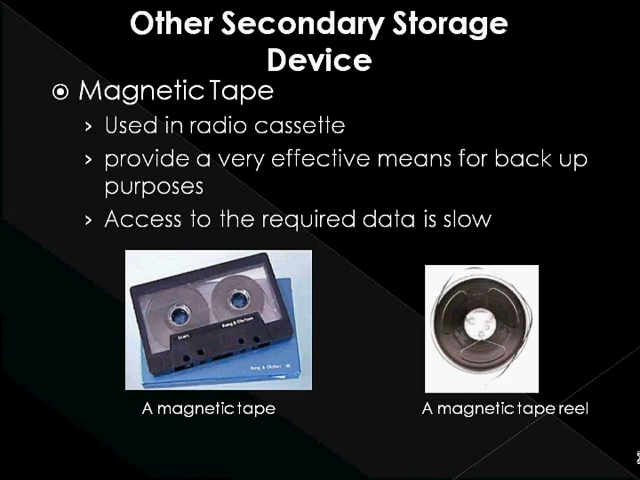 Other Secondary Storage
Device
Magnetic Tape
Used in radio cassette
provide a very effective means for back up
purposes
Access to the required data is slow
A magnetic tape
A magnetic tape reel